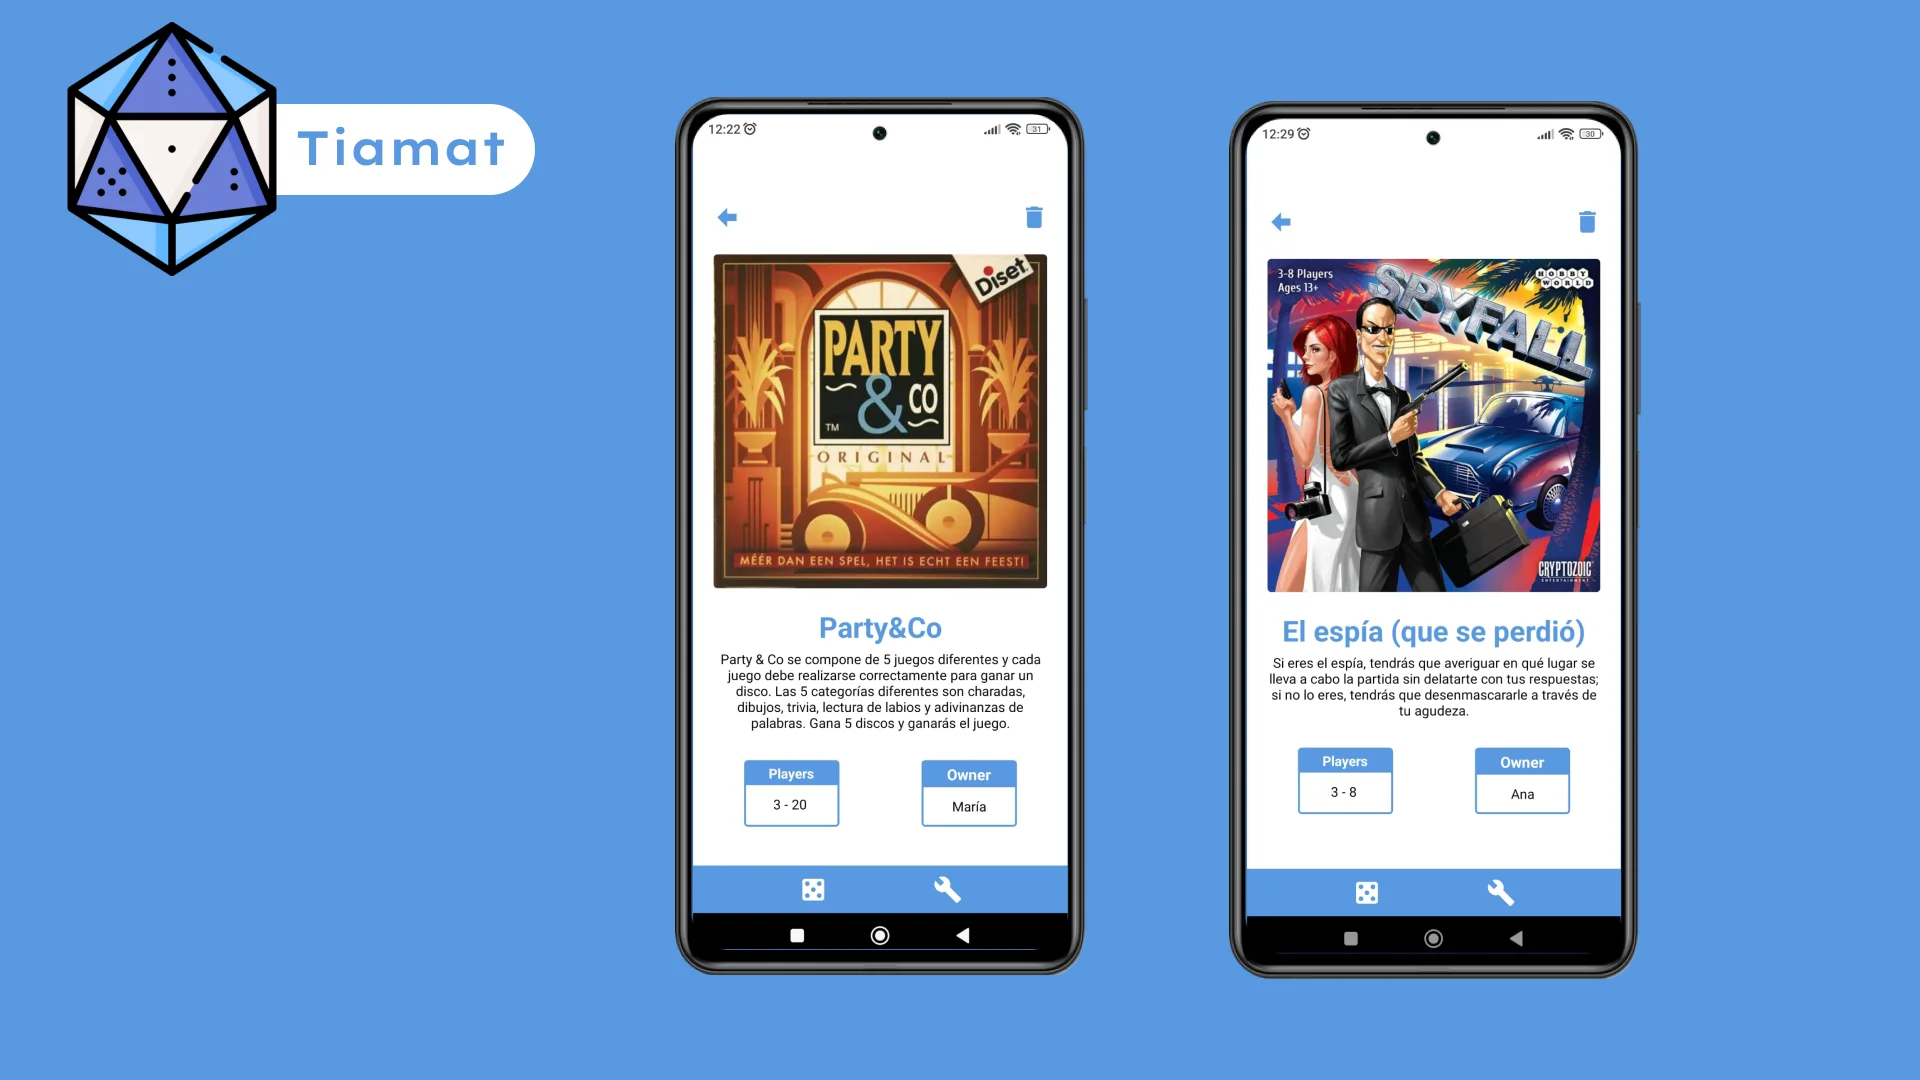 Tiamat
12:22
31
Diset
PARTY
& CO
TM
ORIGINAL
MÉÉR DAN EEN SPEL, HET IS ECHT EEN FEEST!
Party&Co
Party & Co se compone de 5 juegos diferentes y cada
juego debe realizarse correctamente para ganar un
disco. Las 5 categorías diferentes son charadas,
dibujos, trivia, lectura de labios y adivinanzas de
palabras. Gana 5 discos y ganarás el juego.
Players
3 - 20
Owner
María
12:29
30
3-8 Players
Ages 13+
HOBBY
WORLD
SPYFALL
CRYPTOZOIC
ENTERTAINMENT
El espía (que se perdió)
Si eres el espía, tendrás que averiguar en qué lugar se
lleva a cabo la partida sin delatarte con tus respuestas;
si no lo eres, tendrás que desenmascararle a través de
tu agudeza.
Players
3 - 8
Owner
Ana